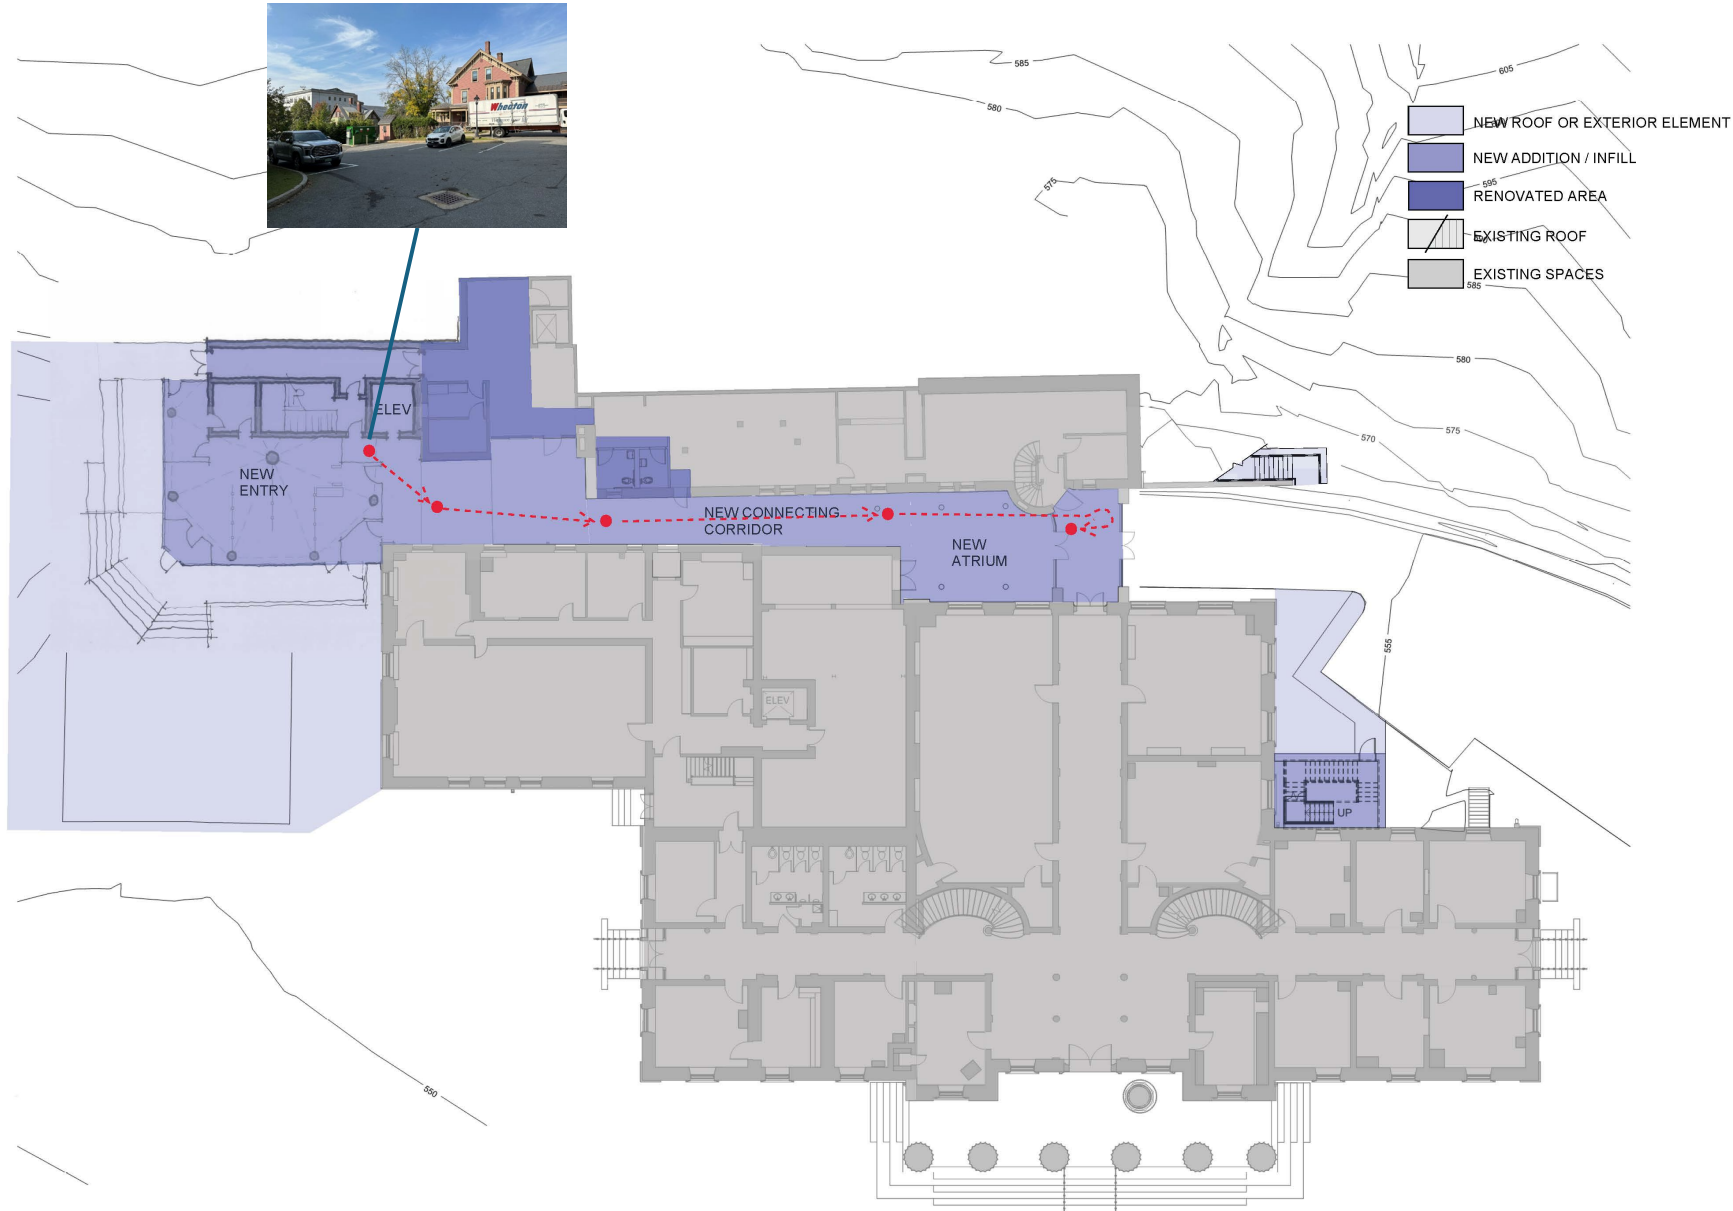 Wheaton
585
580
575
605
NEW ROOF OR EXTERIOR ELEMENT
NEW ADDITION / INFILL
595
RENOVATED AREA
EXISTING ROOF
EXISTING SPACES
585
580
575
570
ELEV
NEW
ENTRY
NEW CONNECTING
CORRIDOR
NEW
ATRIUM
555
ELEV
UP
550